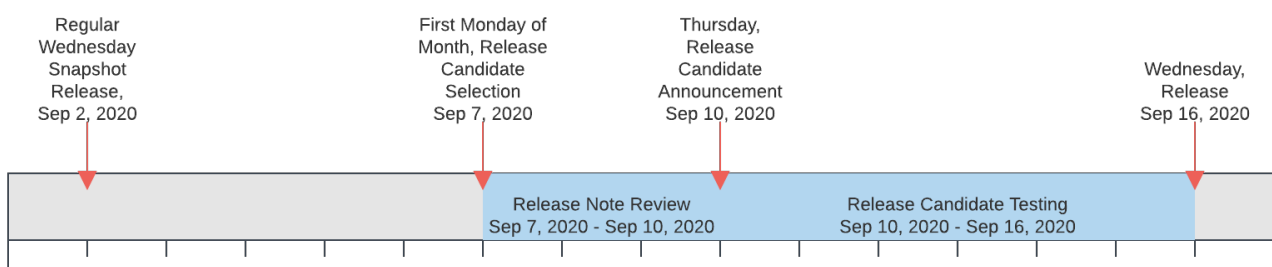 Regular
Wednesday
Snapshot
Release,
Sep 2, 2020
First Monday of
Month, Release
Candidate
Selection
Sep 7, 2020
Thursday,
Release
Candidate
Announcement
Sep 10, 2020
Wednesday,
Release
Sep 16, 2020
Release Note Review
Sep 7, 2020 - Sep 10, 2020
Release Candidate Testing
Sep 10, 2020 - Sep 16, 2020